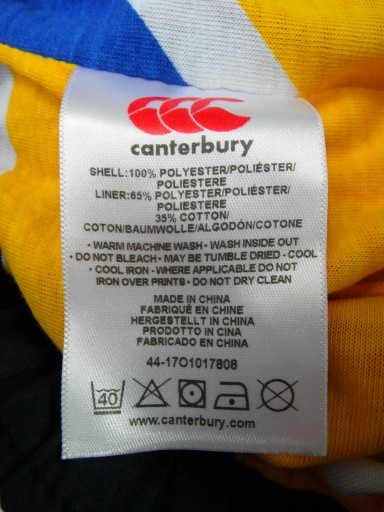 canterbury
SHELL:100% POLYESTER/POLIÉSTER/
POLIESTERE
LINER:65% POLYESTER/POLIÉSTER/
POLIESTERE
35% COTTON/
COTON/BAUMWOLLE/ALGODÓN/COTONE
• WARM MACHINE WASH • WASH INSIDE OUT
• DO NOT BLEACH • MAY BE TUMBLE DRIED - COOL
• COOL IRON • WHERE APPLICABLE DO NOT
IRON OVER PRINTS • DO NOT DRY CLEAN
MADE IN CHINA
FABRIQUÉ EN CHINE
HERGESTELLT IN CHINA
PRODOTTO IN CINA
FABRICADO EN CHINA
44-17O1017808
40
www.canterbury.com